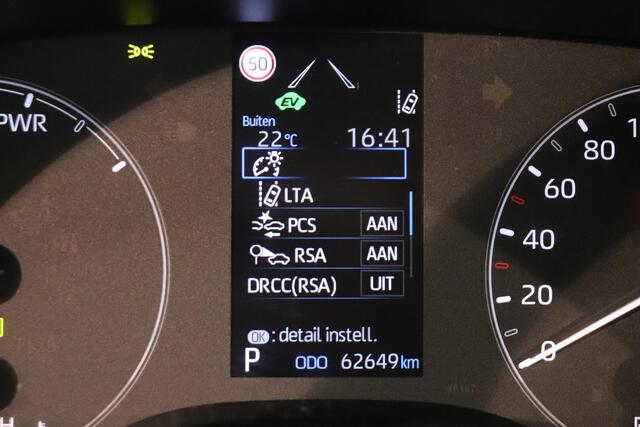 50
EV
Buiten
22°C 16:41
LTA
PCS AAN
RSA AAN
DRCC(RSA) UIT
OK : detail instell.
P ODO 62649 km
PWR
80
60
40
20
0